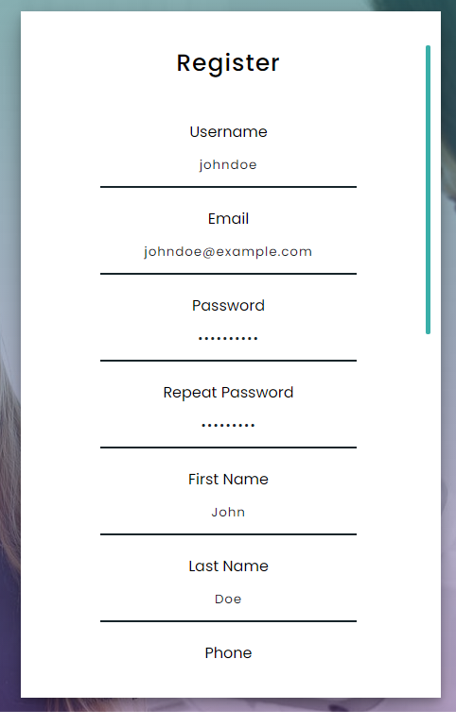 Register
Username
johndoe
Email
johndoe@example.com
Password
••••••••••
Repeat Password
•••••••••
First Name
John
Last Name
Doe
Phone